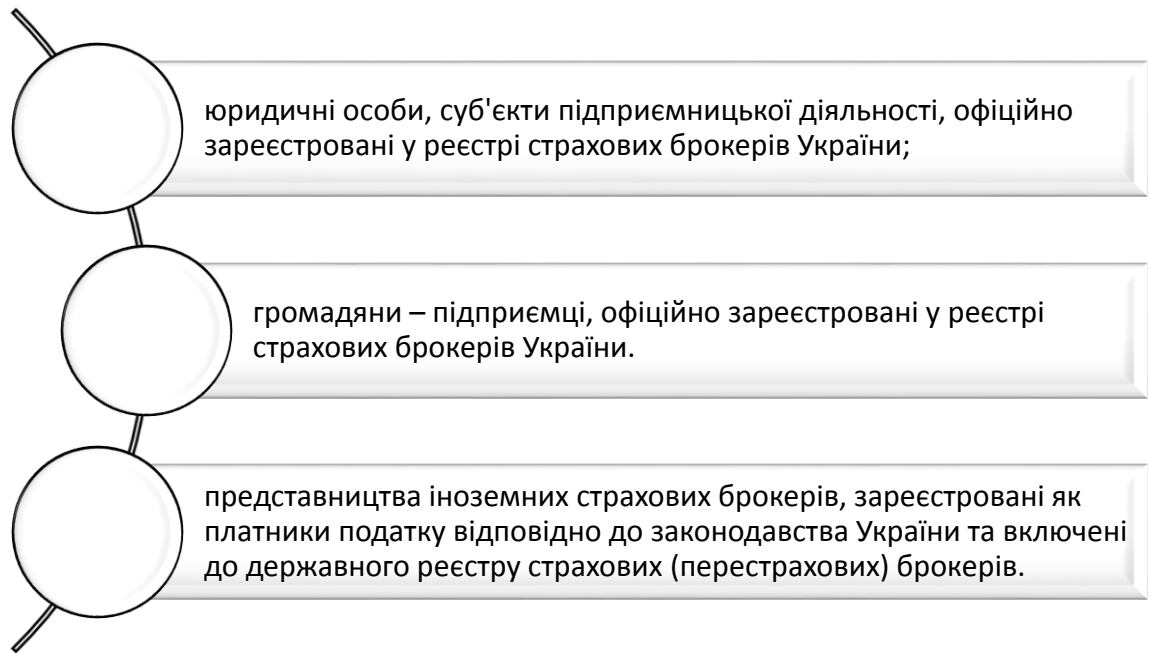 юридичні особи, суб'єкти підприємницької діяльності, офіційно
зареєстровані у реєстрі страхових брокерів України;
громадяни – підприємці, офіційно зареєстровані у реєстрі
страхових брокерів України.
представництва іноземних страхових брокерів, зареєстровані як
платники податку відповідно до законодавства України та включені
до державного реєстру страхових (перестрахових) брокерів.